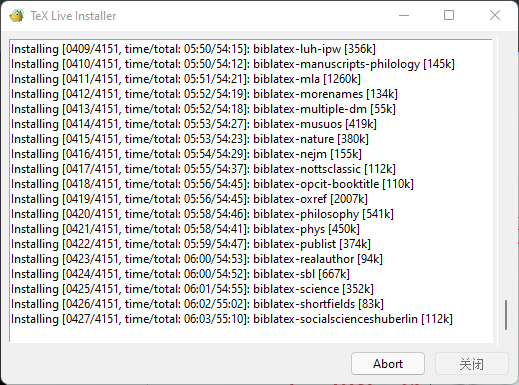 TeX Live Installer
Installing [0409/4151, time/total: 05:50/54:15]: biblatex-luh-ipw [356k]
Installing [0410/4151, time/total: 05:50/54:12]: biblatex-manuscripts-philology [145k]
Installing [0411/4151, time/total: 05:51/54:21]: biblatex-mla [1260k]
Installing [0412/4151, time/total: 05:52/54:19]: biblatex-morenames [134k]
Installing [0413/4151, time/total: 05:52/54:18]: biblatex-multiple-dm [55k]
Installing [0414/4151, time/total: 05:53/54:27]: biblatex-musuos [419k]
Installing [0415/4151, time/total: 05:53/54:23]: biblatex-nature [380k]
Installing [0416/4151, time/total: 05:54/54:29]: biblatex-nejm [155k]
Installing [0417/4151, time/total: 05:55/54:37]: biblatex-nottsclassic [112k]
Installing [0418/4151, time/total: 05:56/54:45]: biblatex-opcit-booktitle [110k]
Installing [0419/4151, time/total: 05:56/54:45]: biblatex-oxref [2007k]
Installing [0420/4151, time/total: 05:58/54:46]: biblatex-philosophy [541k]
Installing [0421/4151, time/total: 05:58/54:41]: biblatex-phys [450k]
Installing [0422/4151, time/total: 05:59/54:47]: biblatex-publist [374k]
Installing [0423/4151, time/total: 06:00/54:53]: biblatex-realauthor [94k]
Installing [0424/4151, time/total: 06:00/54:52]: biblatex-sbl [667k]
Installing [0425/4151, time/total: 06:01/54:55]: biblatex-science [352k]
Installing [0426/4151, time/total: 06:02/55:02]: biblatex-shortfields [83k]
Installing [0427/4151, time/total: 06:03/55:10]: biblatex-socialscienceshuberlin [112k]
Abort
关闭